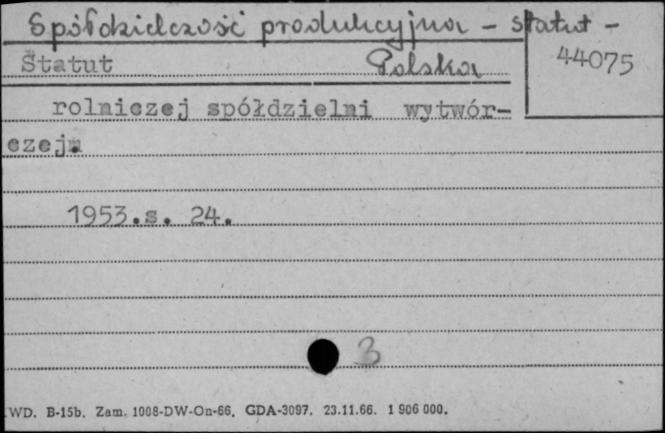 Spółdzielczość produkcyjna - statut -
Statut Polska 44075
rolniczej spółdzielni wytwór-
czej.
1953.s. 24.
3
WD. B-15b. Zam. 1008-DW-On-66. GDA-3097. 23.11.66. 1 906 000.